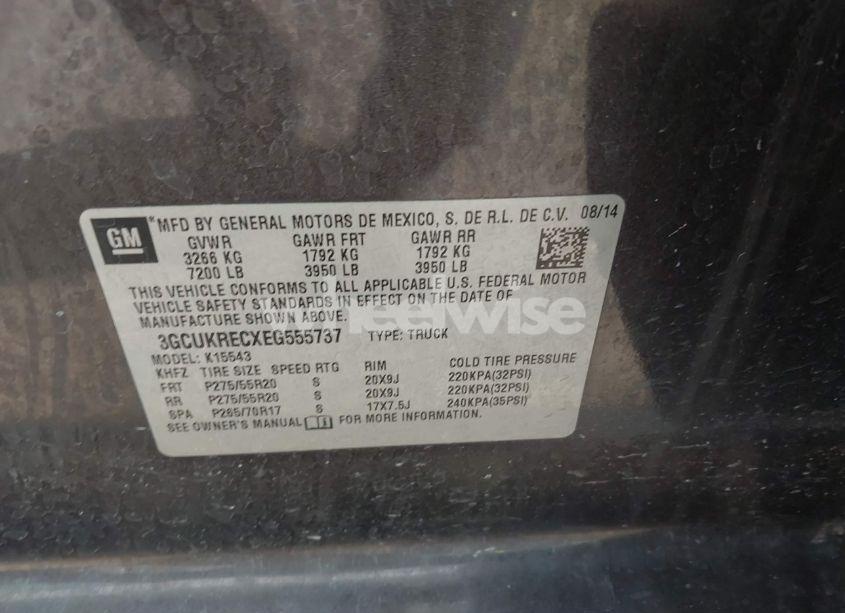 GM
*MFD BY GENERAL MOTORS DE MEXICO, S. DE R.L. DE C.V. 08/14
GVWR GAWR FRT GAWR RR
3266 KG 1792 KG 1792 KG
7200 LB 3950 LB 3950 LB
THIS VEHICLE CONFORMS TO ALL APPLICABLE U.S. FEDERAL MOTOR
VEHICLE SAFETY STANDARDS IN EFFECT ON THE DATE OF
MANUFACTURE SHOWN ABOVE.
3GCUKRECXEG555737 TYPE: TRUCK
MODEL: K15543
KHFZ TIRE SIZE SPEED RTG RIM COLD TIRE PRESSURE
FRT P275/55R20 S 20X9J 220KPA(32PSI)
RR P275/55R20 S 20X9J 220KPA(32PSI)
SPA P265/70R17 S 17X7.5J 240KPA(35PSI)
SEE OWNER'S MANUAL FOR MORE INFORMATION.